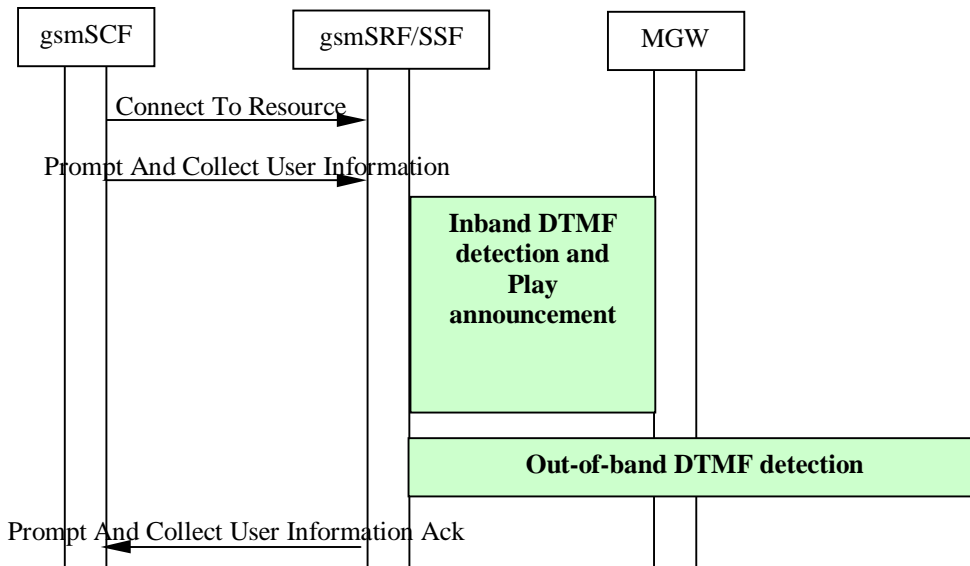 gsmSCF
gsmSRF/SSF
MGW
Connect To Resource
Prompt And Collect User Information
Inband DTMF
detection and
Play
announcement
Out-of-band DTMF detection
Prompt And Collect User Information Ack